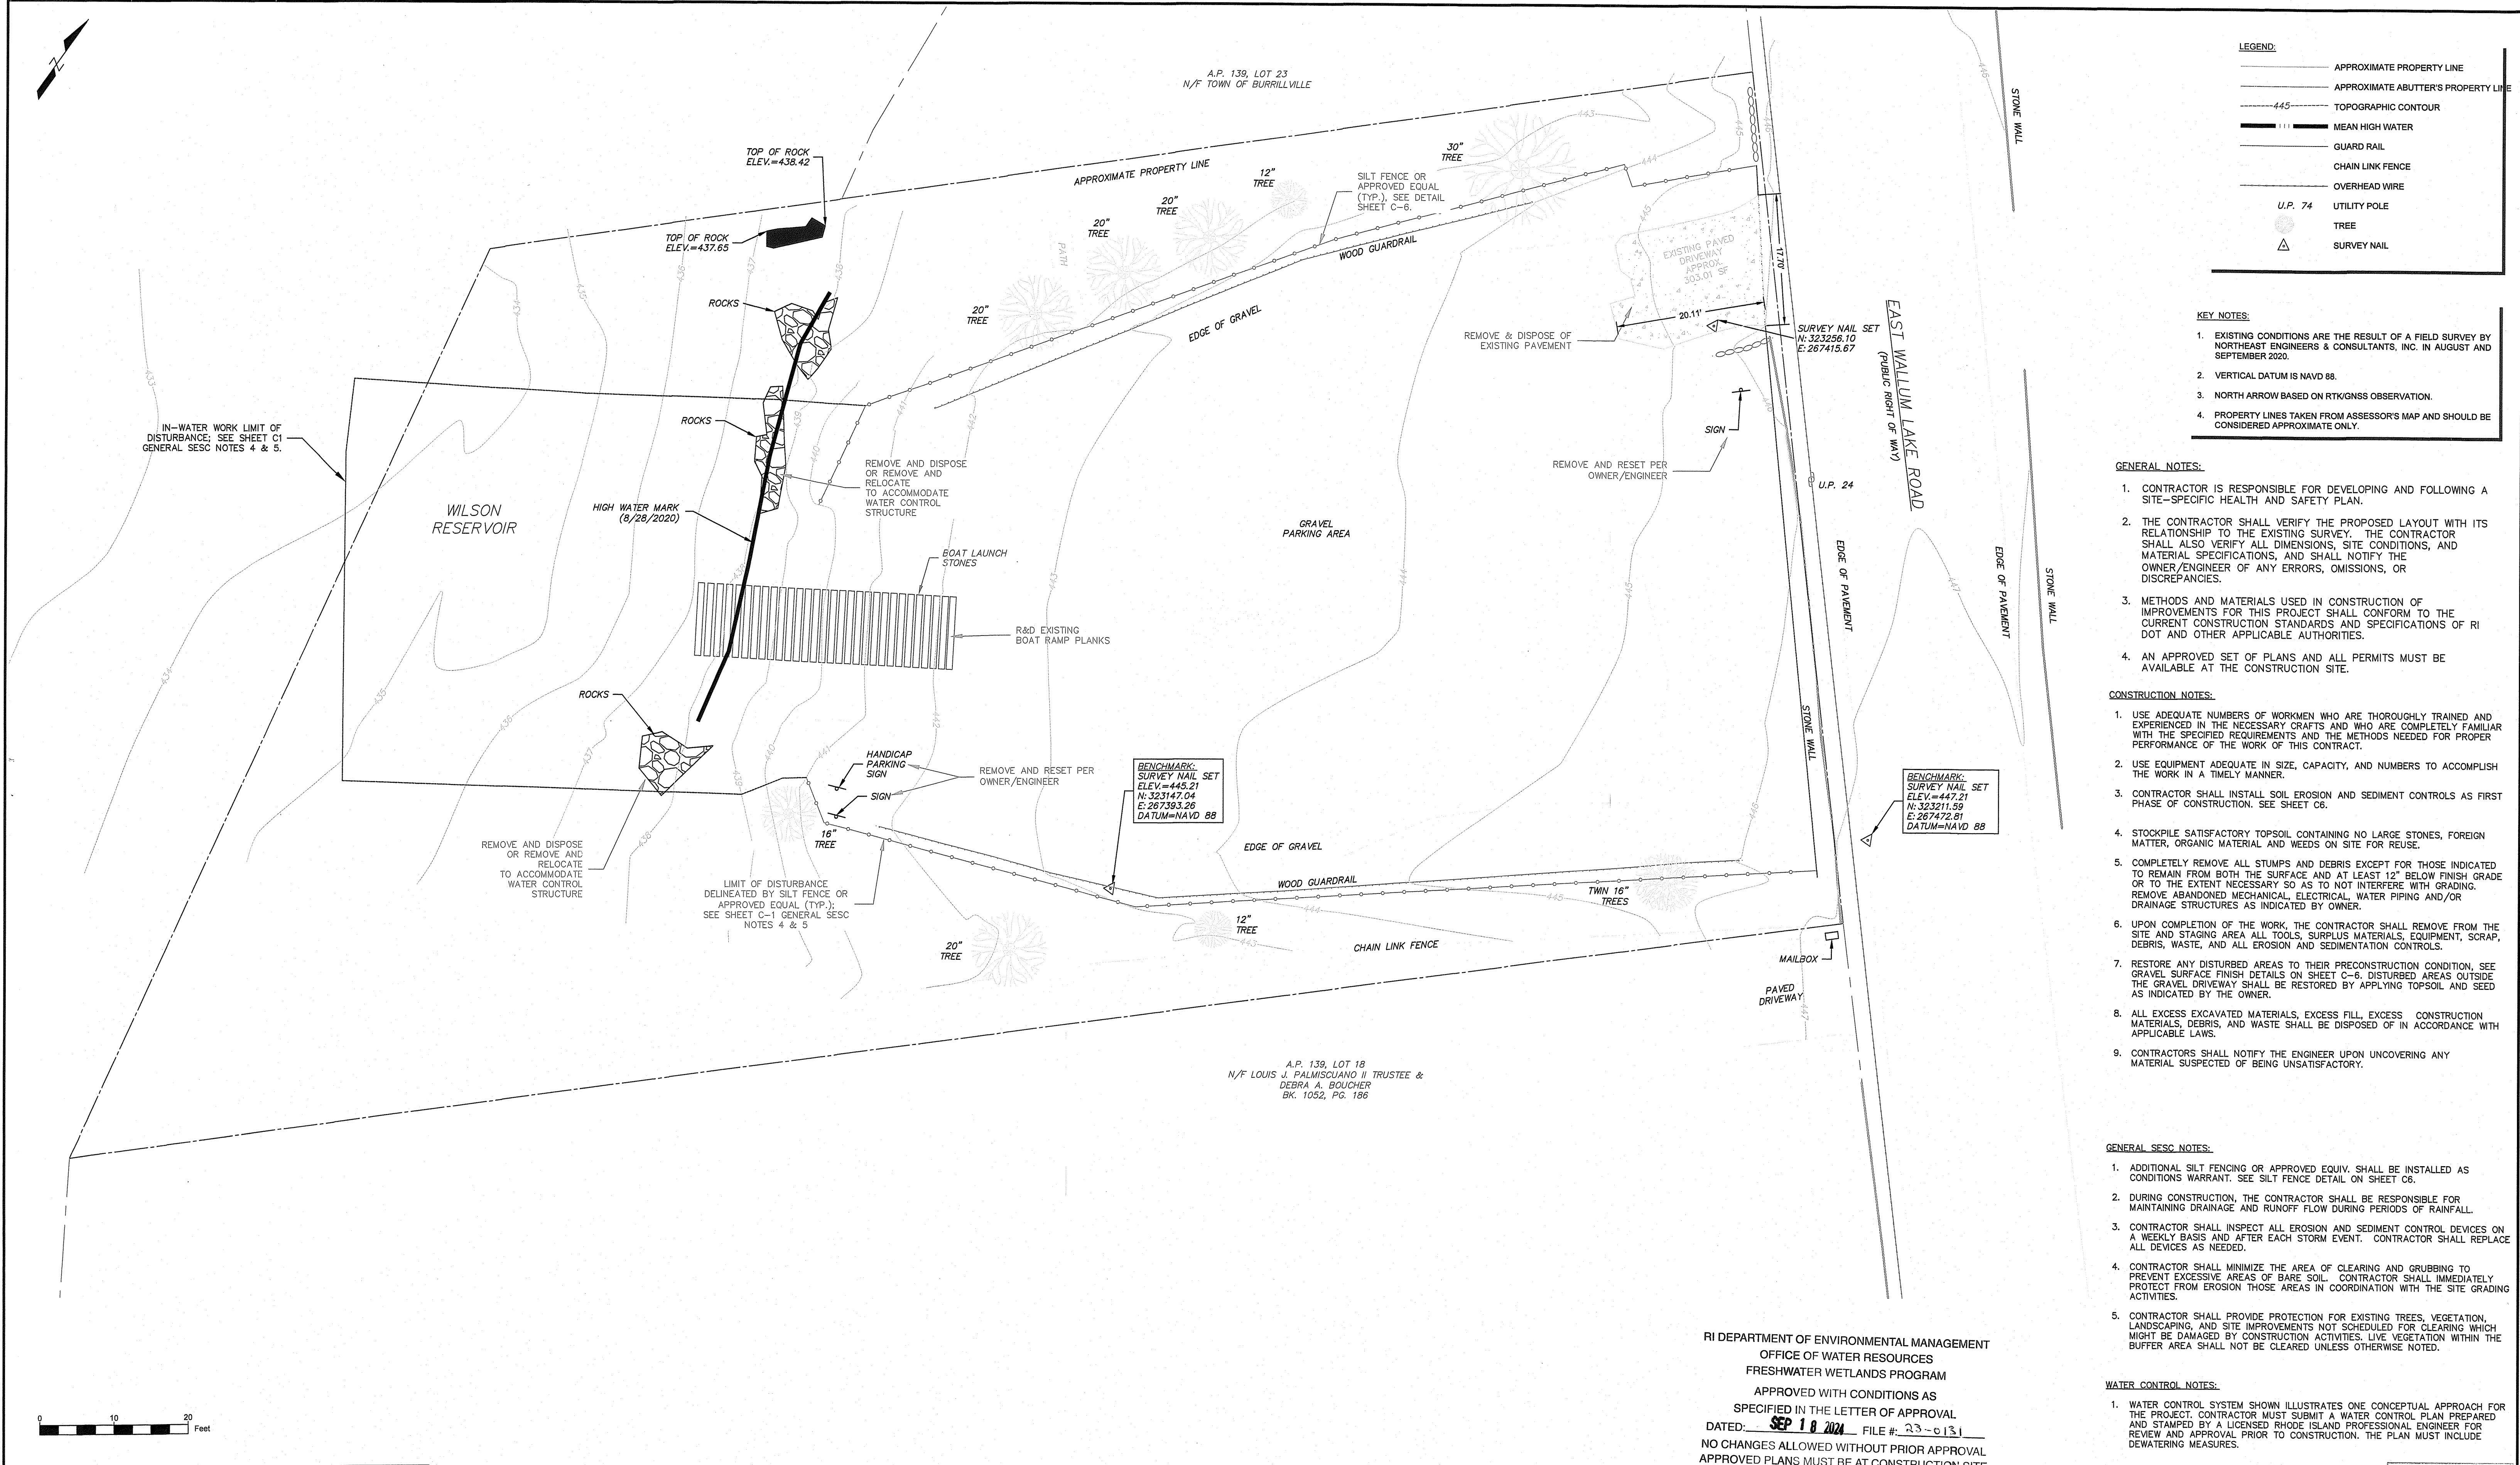 N
A.P. 139, LOT 23
N/F TOWN OF BURRILLVILLE
TOP OF ROCK
ELEV.=438.42
TOP OF ROCK
ELEV.=437.65
APPROXIMATE PROPERTY LINE
20"
TREE
20"
TREE
20"
TREE
12"
TREE
30"
TREE
PATH
SILT FENCE OR
APPROVED EQUAL
(TYP.), SEE DETAIL
SHEET C-6.
WOOD GUARDRAIL
EDGE OF GRAVEL
443
444
445
446
446
445
EXISTING PAVED
DRIVEWAY
APPROX.
303.01 SF
17.70'
20.11'
REMOVE & DISPOSE OF
EXISTING PAVEMENT
SURVEY NAIL SET
N: 323256.10
E: 267415.67
446
SIGN
REMOVE AND RESET PER
OWNER/ENGINEER
EAST WALLUM LAKE ROAD
(PUBLIC RIGHT OF WAY)
U.P. 24
STONE WALL
446
EDGE OF PAVEMENT
EDGE OF PAVEMENT
STONE WALL
STONE WALL
447
ROCKS
ROCKS
ROCKS
433
434
435
436
437
438
439
440
441
442
443
444
445
IN-WATER WORK LIMIT OF
DISTURBANCE; SEE SHEET C1
GENERAL SESC NOTES 4 & 5.
WILSON
RESERVOIR
HIGH WATER MARK
(8/28/2020)
REMOVE AND DISPOSE
OR REMOVE AND
RELOCATE
TO ACCOMMODATE
WATER CONTROL
STRUCTURE
GRAVEL
PARKING AREA
BOAT LAUNCH
STONES
R&D EXISTING
BOAT RAMP PLANKS
HANDICAP
PARKING
SIGN
SIGN
REMOVE AND RESET PER
OWNER/ENGINEER
REMOVE AND DISPOSE
OR REMOVE AND
RELOCATE
TO ACCOMMODATE
WATER CONTROL
STRUCTURE
16"
TREE
LIMIT OF DISTURBANCE
DELINEATED BY SILT FENCE OR
APPROVED EQUAL (TYP.);
SEE SHEET C-1 GENERAL SESC
NOTES 4 & 5
BENCHMARK:
SURVEY NAIL SET
ELEV.=445.21
N: 323147.04
E: 267393.26
DATUM=NAVD 88
BENCHMARK:
SURVEY NAIL SET
ELEV.=447.21
N: 323211.59
E: 267472.81
DATUM=NAVD 88
EDGE OF GRAVEL
WOOD GUARDRAIL
TWIN 16"
TREES
444
445
446
12"
TREE
443
20"
TREE
CHAIN LINK FENCE
MAILBOX
PAVED
DRIVEWAY
447
A.P. 139, LOT 18
N/F LOUIS J. PALMISCUANO II TRUSTEE &
DEBRA A. BOUCHER
BK. 1052, PG. 186
0 10 20
Feet
RI DEPARTMENT OF ENVIRONMENTAL MANAGEMENT
OFFICE OF WATER RESOURCES
FRESHWATER WETLANDS PROGRAM
APPROVED WITH CONDITIONS AS
SPECIFIED IN THE LETTER OF APPROVAL
DATED: SEP 18 2024 FILE #: 23-0131
NO CHANGES ALLOWED WITHOUT PRIOR APPROVAL
APPROVED PLANS MUST BE AT CONSTRUCTION SITE
LEGEND:
APPROXIMATE PROPERTY LINE
APPROXIMATE ABUTTER'S PROPERTY LINE
445 TOPOGRAPHIC CONTOUR
MEAN HIGH WATER
GUARD RAIL
CHAIN LINK FENCE
OVERHEAD WIRE
U.P. 74 UTILITY POLE
TREE
SURVEY NAIL
KEY NOTES:
1. EXISTING CONDITIONS ARE THE RESULT OF A FIELD SURVEY BY
NORTHEAST ENGINEERS & CONSULTANTS, INC. IN AUGUST AND
SEPTEMBER 2020.
2. VERTICAL DATUM IS NAVD 88.
3. NORTH ARROW BASED ON RTK/GNSS OBSERVATION.
4. PROPERTY LINES TAKEN FROM ASSESSOR'S MAP AND SHOULD BE
CONSIDERED APPROXIMATE ONLY.
GENERAL NOTES:
1. CONTRACTOR IS RESPONSIBLE FOR DEVELOPING AND FOLLOWING A
SITE-SPECIFIC HEALTH AND SAFETY PLAN.
2. THE CONTRACTOR SHALL VERIFY THE PROPOSED LAYOUT WITH ITS
RELATIONSHIP TO THE EXISTING SURVEY. THE CONTRACTOR
SHALL ALSO VERIFY ALL DIMENSIONS, SITE CONDITIONS, AND
MATERIAL SPECIFICATIONS, AND SHALL NOTIFY THE
OWNER/ENGINEER OF ANY ERRORS, OMISSIONS, OR
DISCREPANCIES.
3. METHODS AND MATERIALS USED IN CONSTRUCTION OF
IMPROVEMENTS FOR THIS PROJECT SHALL CONFORM TO THE
CURRENT CONSTRUCTION STANDARDS AND SPECIFICATIONS OF RI
DOT AND OTHER APPLICABLE AUTHORITIES.
4. AN APPROVED SET OF PLANS AND ALL PERMITS MUST BE
AVAILABLE AT THE CONSTRUCTION SITE.
CONSTRUCTION NOTES:
1. USE ADEQUATE NUMBERS OF WORKMEN WHO ARE THOROUGHLY TRAINED AND
EXPERIENCED IN THE NECESSARY CRAFTS AND WHO ARE COMPLETELY FAMILIAR
WITH THE SPECIFIED REQUIREMENTS AND THE METHODS NEEDED FOR PROPER
PERFORMANCE OF THE WORK OF THIS CONTRACT.
2. USE EQUIPMENT ADEQUATE IN SIZE, CAPACITY, AND NUMBERS TO ACCOMPLISH
THE WORK IN A TIMELY MANNER.
3. CONTRACTOR SHALL INSTALL SOIL EROSION AND SEDIMENT CONTROLS AS FIRST
PHASE OF CONSTRUCTION. SEE SHEET C6.
4. STOCKPILE SATISFACTORY TOPSOIL CONTAINING NO LARGE STONES, FOREIGN
MATTER, ORGANIC MATERIAL AND WEEDS ON SITE FOR REUSE.
5. COMPLETELY REMOVE ALL STUMPS AND DEBRIS EXCEPT FOR THOSE INDICATED
TO REMAIN FROM BOTH THE SURFACE AND AT LEAST 12" BELOW FINISH GRADE
OR TO THE EXTENT NECESSARY SO AS TO NOT INTERFERE WITH GRADING.
REMOVE ABANDONED MECHANICAL, ELECTRICAL, WATER PIPING AND/OR
DRAINAGE STRUCTURES AS INDICATED BY OWNER.
6. UPON COMPLETION OF THE WORK, THE CONTRACTOR SHALL REMOVE FROM THE
SITE AND STAGING AREA ALL TOOLS, SURPLUS MATERIALS, EQUIPMENT, SCRAP,
DEBRIS, WASTE, AND ALL EROSION AND SEDIMENTATION CONTROLS.
7. RESTORE ANY DISTURBED AREAS TO THEIR PRECONSTRUCTION CONDITION, SEE
GRAVEL SURFACE FINISH DETAILS ON SHEET C-6. DISTURBED AREAS OUTSIDE
THE GRAVEL DRIVEWAY SHALL BE RESTORED BY APPLYING TOPSOIL AND SEED
AS INDICATED BY THE OWNER.
8. ALL EXCESS EXCAVATED MATERIALS, EXCESS FILL, EXCESS CONSTRUCTION
MATERIALS, DEBRIS, AND WASTE SHALL BE DISPOSED OF IN ACCORDANCE WITH
APPLICABLE LAWS.
9. CONTRACTORS SHALL NOTIFY THE ENGINEER UPON UNCOVERING ANY
MATERIAL SUSPECTED OF BEING UNSATISFACTORY.
GENERAL SESC NOTES:
1. ADDITIONAL SILT FENCING OR APPROVED EQUIV. SHALL BE INSTALLED AS
CONDITIONS WARRANT. SEE SILT FENCE DETAIL ON SHEET C6.
2. DURING CONSTRUCTION, THE CONTRACTOR SHALL BE RESPONSIBLE FOR
MAINTAINING DRAINAGE AND RUNOFF FLOW DURING PERIODS OF RAINFALL.
3. CONTRACTOR SHALL INSPECT ALL EROSION AND SEDIMENT CONTROL DEVICES ON
A WEEKLY BASIS AND AFTER EACH STORM EVENT. CONTRACTOR SHALL REPLACE
ALL DEVICES AS NEEDED.
4. CONTRACTOR SHALL MINIMIZE THE AREA OF CLEARING AND GRUBBING TO
PREVENT EXCESSIVE AREAS OF BARE SOIL. CONTRACTOR SHALL IMMEDIATELY
PROTECT FROM EROSION THOSE AREAS IN COORDINATION WITH THE SITE GRADING
ACTIVITIES.
5. CONTRACTOR SHALL PROVIDE PROTECTION FOR EXISTING TREES, VEGETATION,
LANDSCAPING, AND SITE IMPROVEMENTS NOT SCHEDULED FOR CLEARING WHICH
MIGHT BE DAMAGED BY CONSTRUCTION ACTIVITIES. LIVE VEGETATION WITHIN THE
BUFFER AREA SHALL NOT BE CLEARED UNLESS OTHERWISE NOTED.
WATER CONTROL NOTES:
1. WATER CONTROL SYSTEM SHOWN ILLUSTRATES ONE CONCEPTUAL APPROACH FOR
THE PROJECT. CONTRACTOR MUST SUBMIT A WATER CONTROL PLAN PREPARED
AND STAMPED BY A LICENSED RHODE ISLAND PROFESSIONAL ENGINEER FOR
REVIEW AND APPROVAL PRIOR TO CONSTRUCTION. THE PLAN MUST INCLUDE
DEWATERING MEASURES.